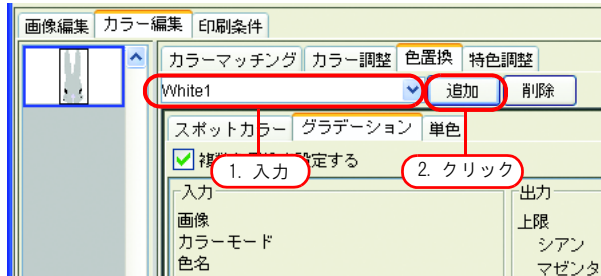 画像編集 カラー編集 印刷条件
カラーマッチング カラー調整 色置換 特色調整
White1 追加 削除
スポットカラー グラデーション 単色
定する
1. 入力 2. クリック
入力 出力
画像 上限
カラーモード シアン
色名 マゼンタ